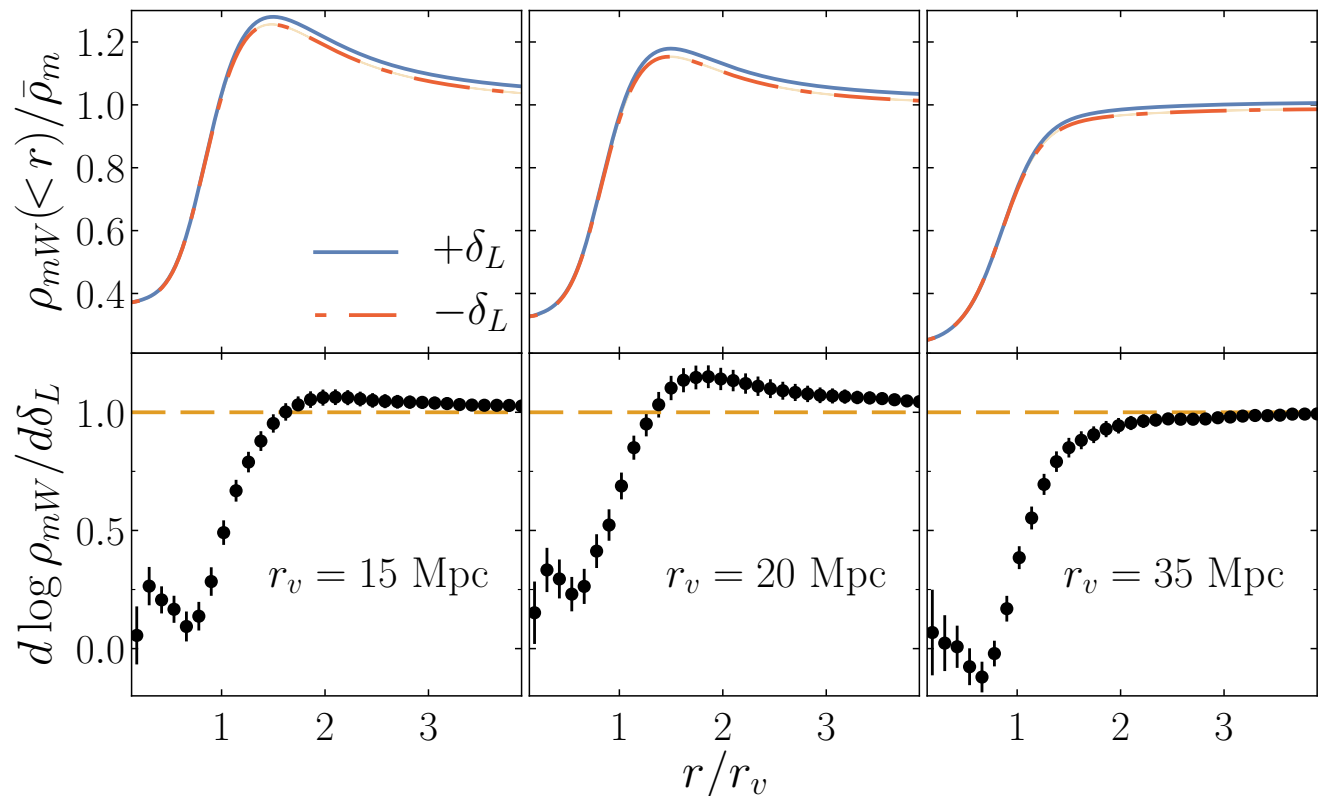 ρ_{mW}(< r)/ρ̄_m
1.2
1.0
0.8
0.6
0.4
+δ_L
−δ_L
d log ρ_{mW}/dδ_L
1.0
0.5
0.0
r_v = 15 Mpc
r_v = 20 Mpc
r_v = 35 Mpc
1 2 3
1 2 3
1 2 3
r/r_v